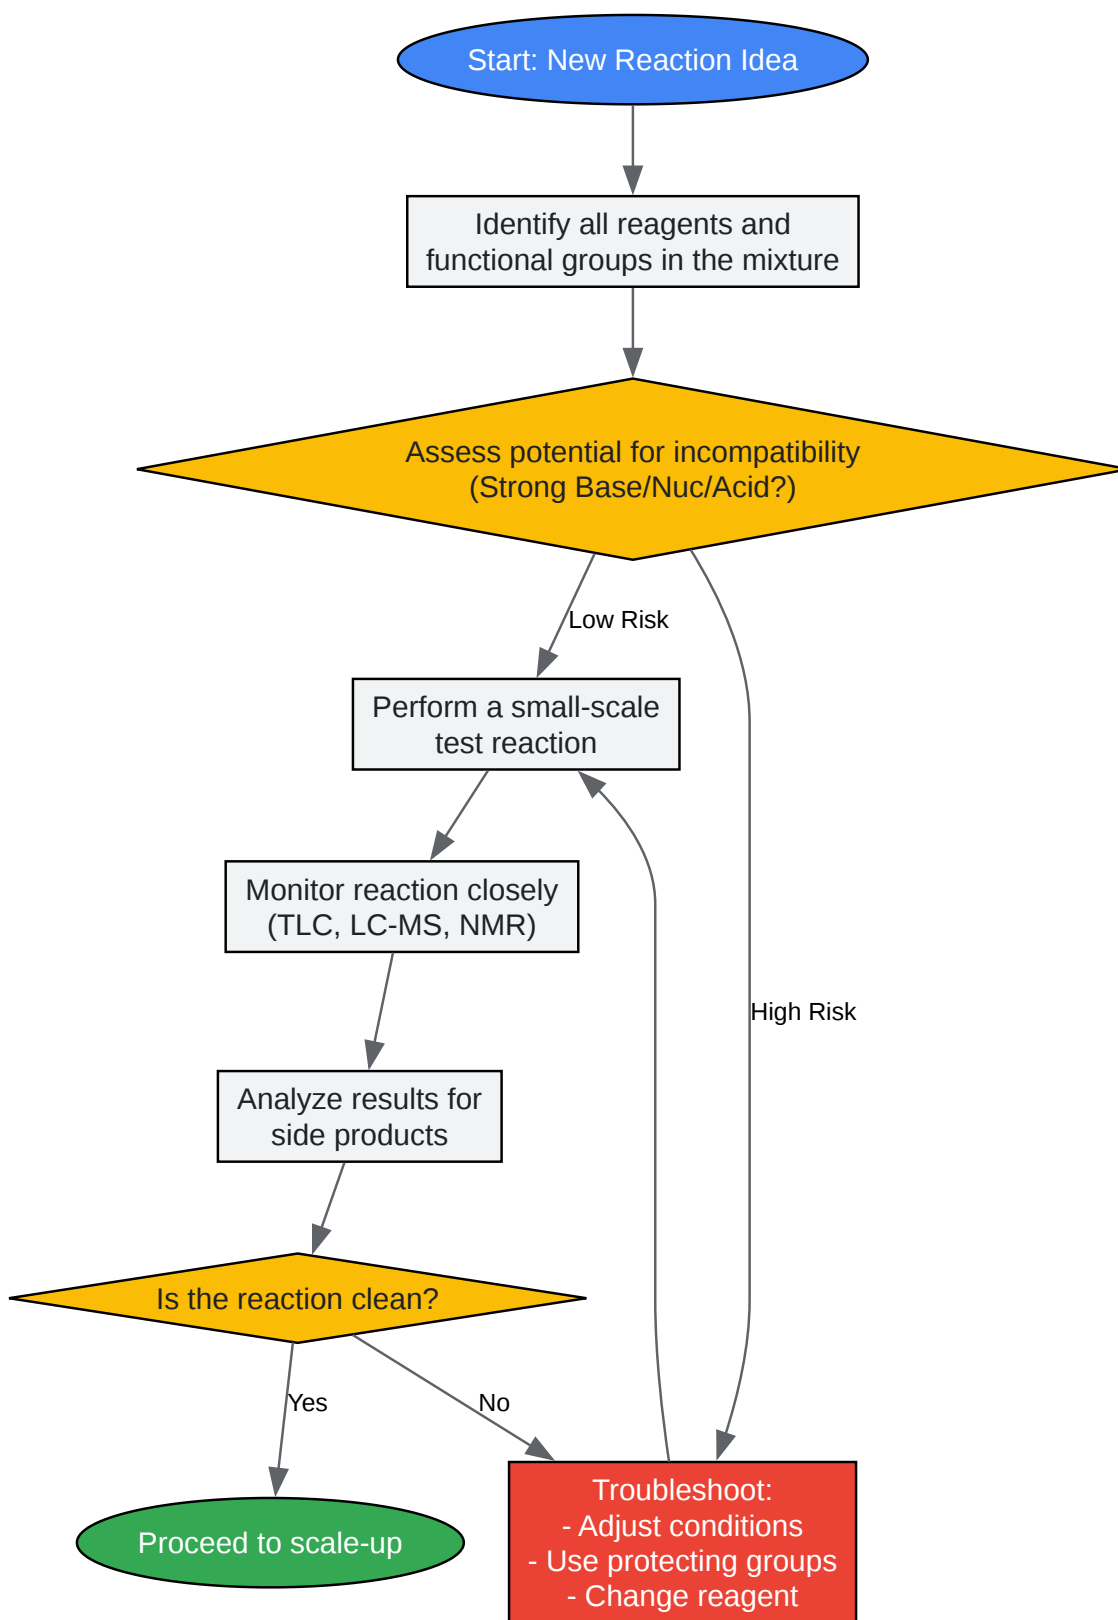 Start: New Reaction Idea
Identify all reagents and
functional groups in the mixture
Assess potential for incompatibility
(Strong Base/Nuc/Acid?)
Low Risk
Perform a small-scale
test reaction
Monitor reaction closely
(TLC, LC-MS, NMR)
High Risk
Analyze results for
side products
Is the reaction clean?
Yes
No
Proceed to scale-up
Troubleshoot:
- Adjust conditions
- Use protecting groups
- Change reagent